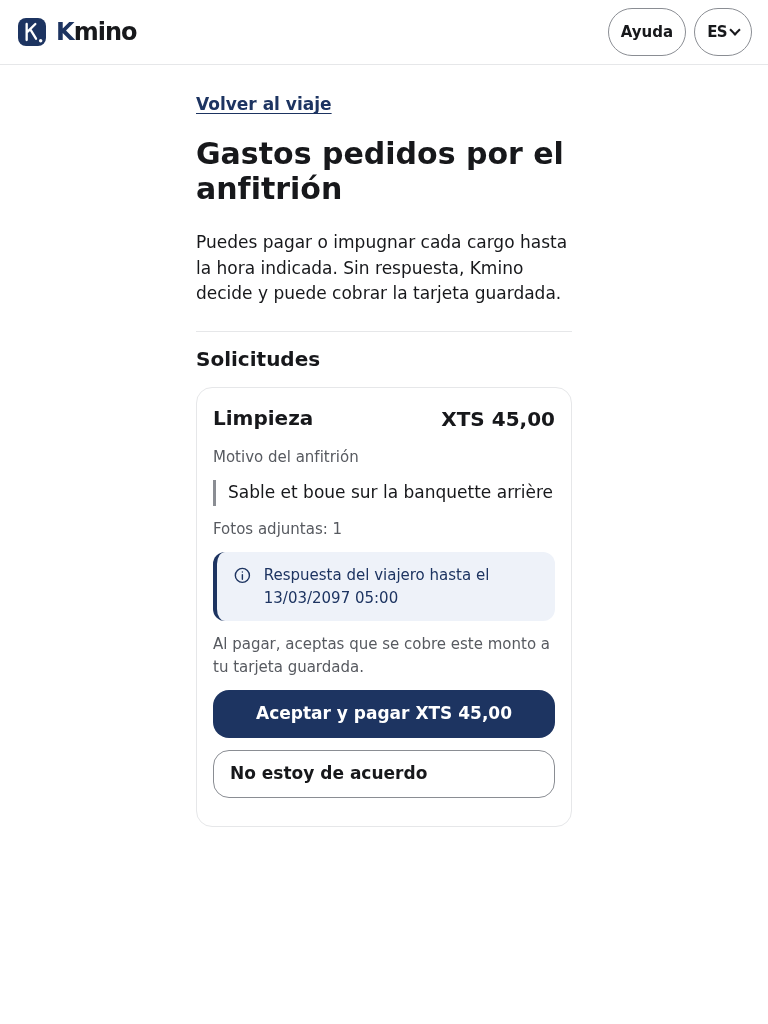 Kmino
Ayuda
ES
Volver al viaje
Gastos pedidos por el
anfitrión
Puedes pagar o impugnar cada cargo hasta
la hora indicada. Sin respuesta, Kmino
decide y puede cobrar la tarjeta guardada.
Solicitudes
Limpieza
XTS 45,00
Motivo del anfitrión
Sable et boue sur la banquette arrière
Fotos adjuntas: 1
Respuesta del viajero hasta el
13/03/2097 05:00
Al pagar, aceptas que se cobre este monto a
tu tarjeta guardada.
Aceptar y pagar XTS 45,00
No estoy de acuerdo